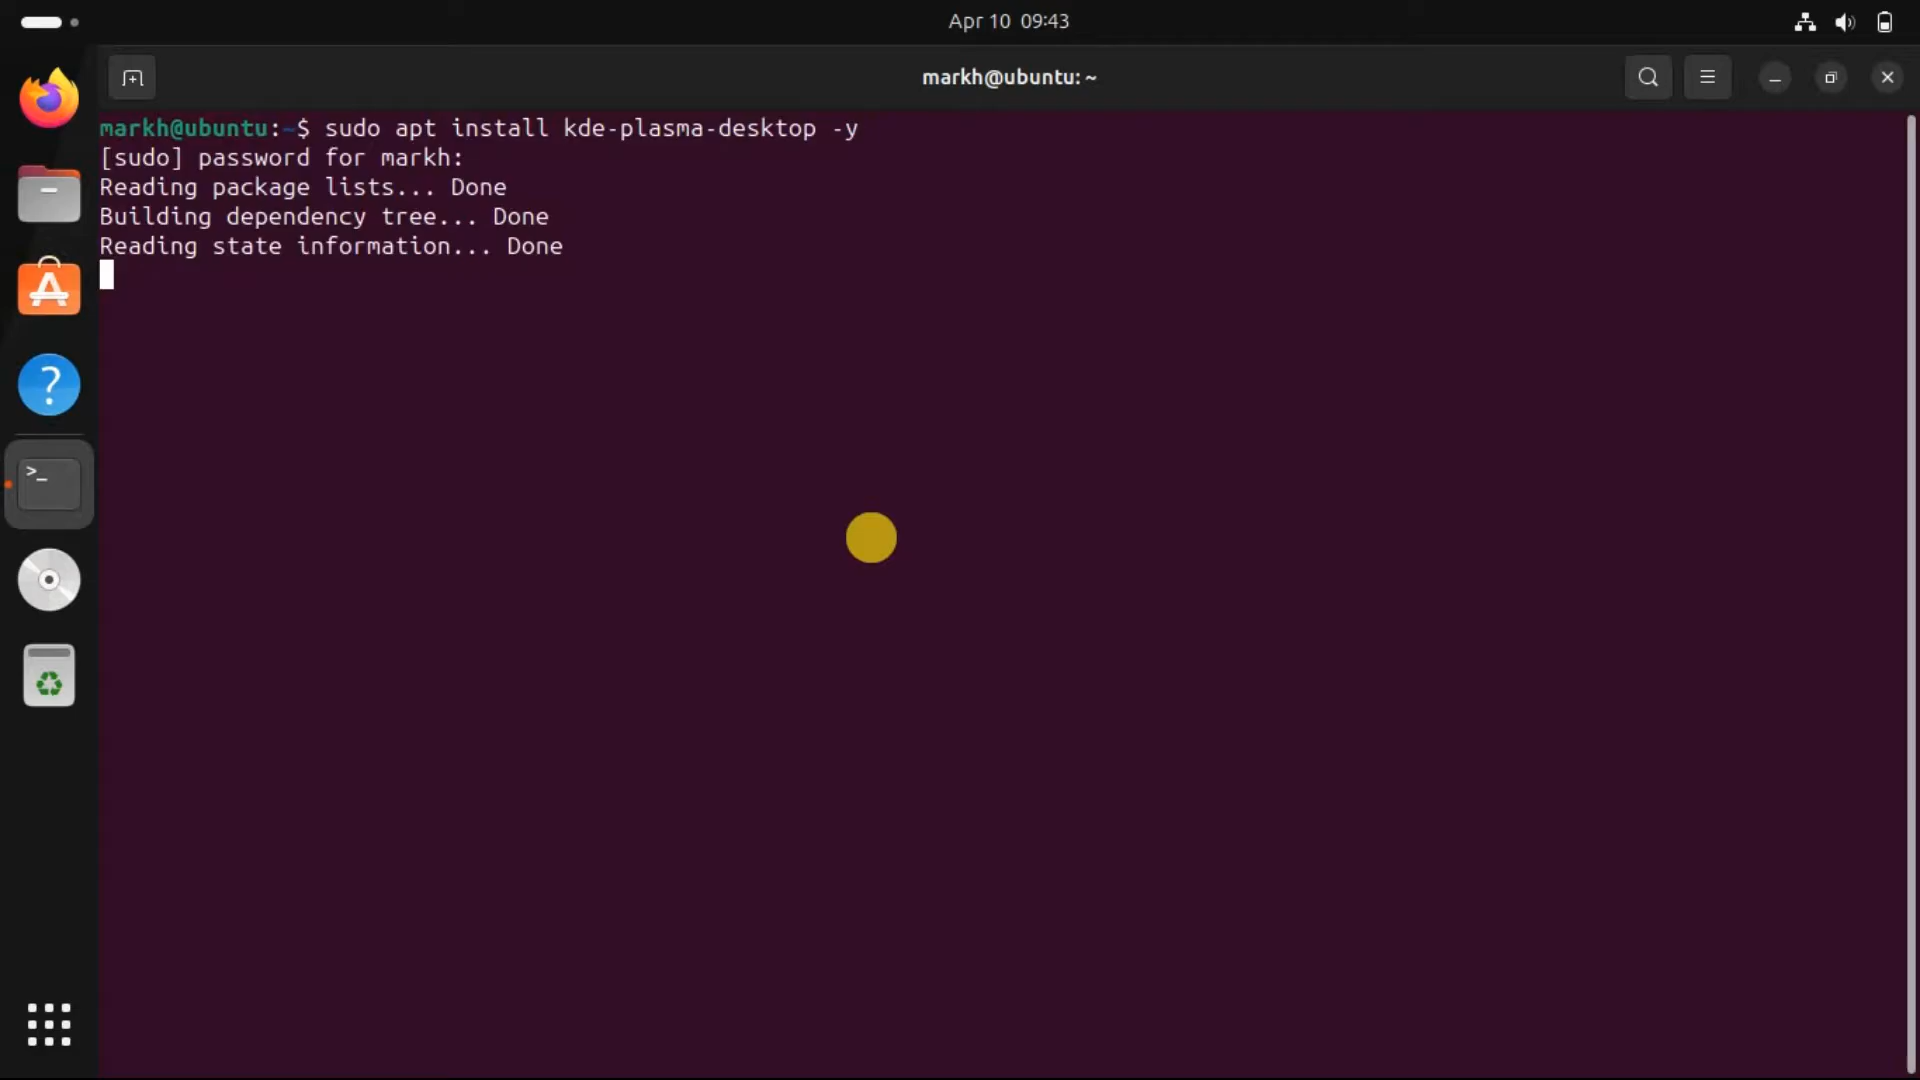 Apr 10 09:43
markh@ubuntu: ~
markh@ubuntu:~$ sudo apt install kde-plasma-desktop -y
[sudo] password for markh:
Reading package lists... Done
Building dependency tree... Done
Reading state information... Done